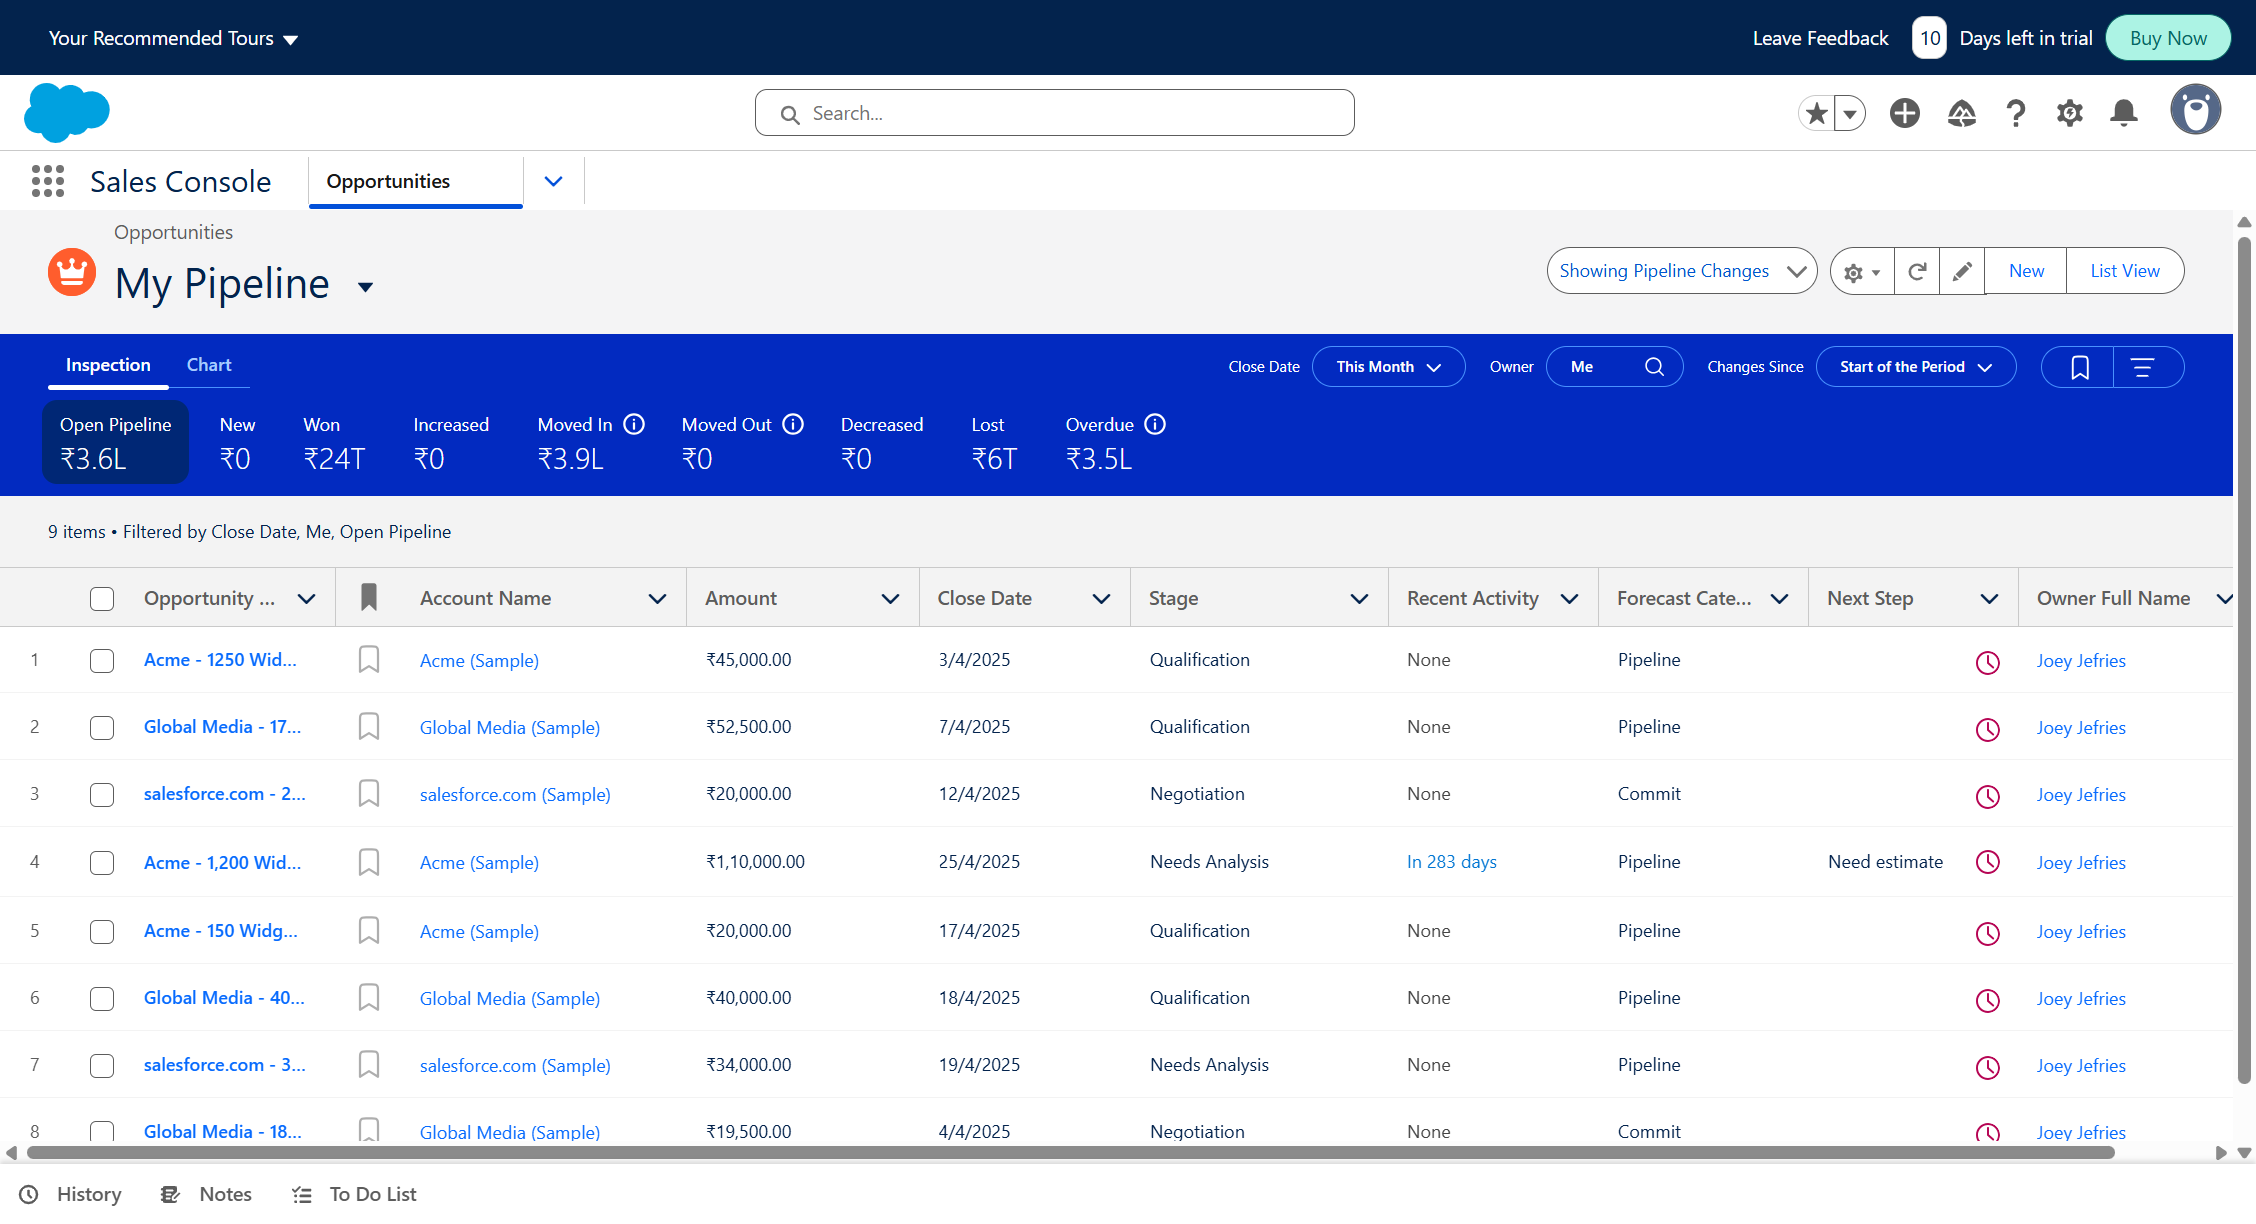 Your Recommended Tours
Leave Feedback 10 Days left in trial Buy Now
Search...
Sales Console Opportunities
Opportunities
My Pipeline
Showing Pipeline Changes New List View
Inspection Chart Close Date This Month Owner Me Changes Since Start of the Period
Open Pipeline New Won Increased Moved In Moved Out Decreased Lost Overdue
₹3.6L ₹0 ₹24T ₹0 ₹3.9L ₹0 ₹0 ₹6T ₹3.5L
9 items • Filtered by Close Date, Me, Open Pipeline
Opportunity ... Account Name Amount Close Date Stage Recent Activity Forecast Cate... Next Step Owner Full Name
1 Acme - 1250 Wid... Acme (Sample) ₹45,000.00 3/4/2025 Qualification None Pipeline Joey Jefries
2 Global Media - 17... Global Media (Sample) ₹52,500.00 7/4/2025 Qualification None Pipeline Joey Jefries
3 salesforce.com - 2... salesforce.com (Sample) ₹20,000.00 12/4/2025 Negotiation None Commit Joey Jefries
4 Acme - 1,200 Wid... Acme (Sample) ₹1,10,000.00 25/4/2025 Needs Analysis In 283 days Pipeline Need estimate Joey Jefries
5 Acme - 150 Widg... Acme (Sample) ₹20,000.00 17/4/2025 Qualification None Pipeline Joey Jefries
6 Global Media - 40... Global Media (Sample) ₹40,000.00 18/4/2025 Qualification None Pipeline Joey Jefries
7 salesforce.com - 3... salesforce.com (Sample) ₹34,000.00 19/4/2025 Needs Analysis None Pipeline Joey Jefries
8 Global Media - 18... Global Media (Sample) ₹19,500.00 4/4/2025 Negotiation None Commit Joey Jefries
History Notes To Do List